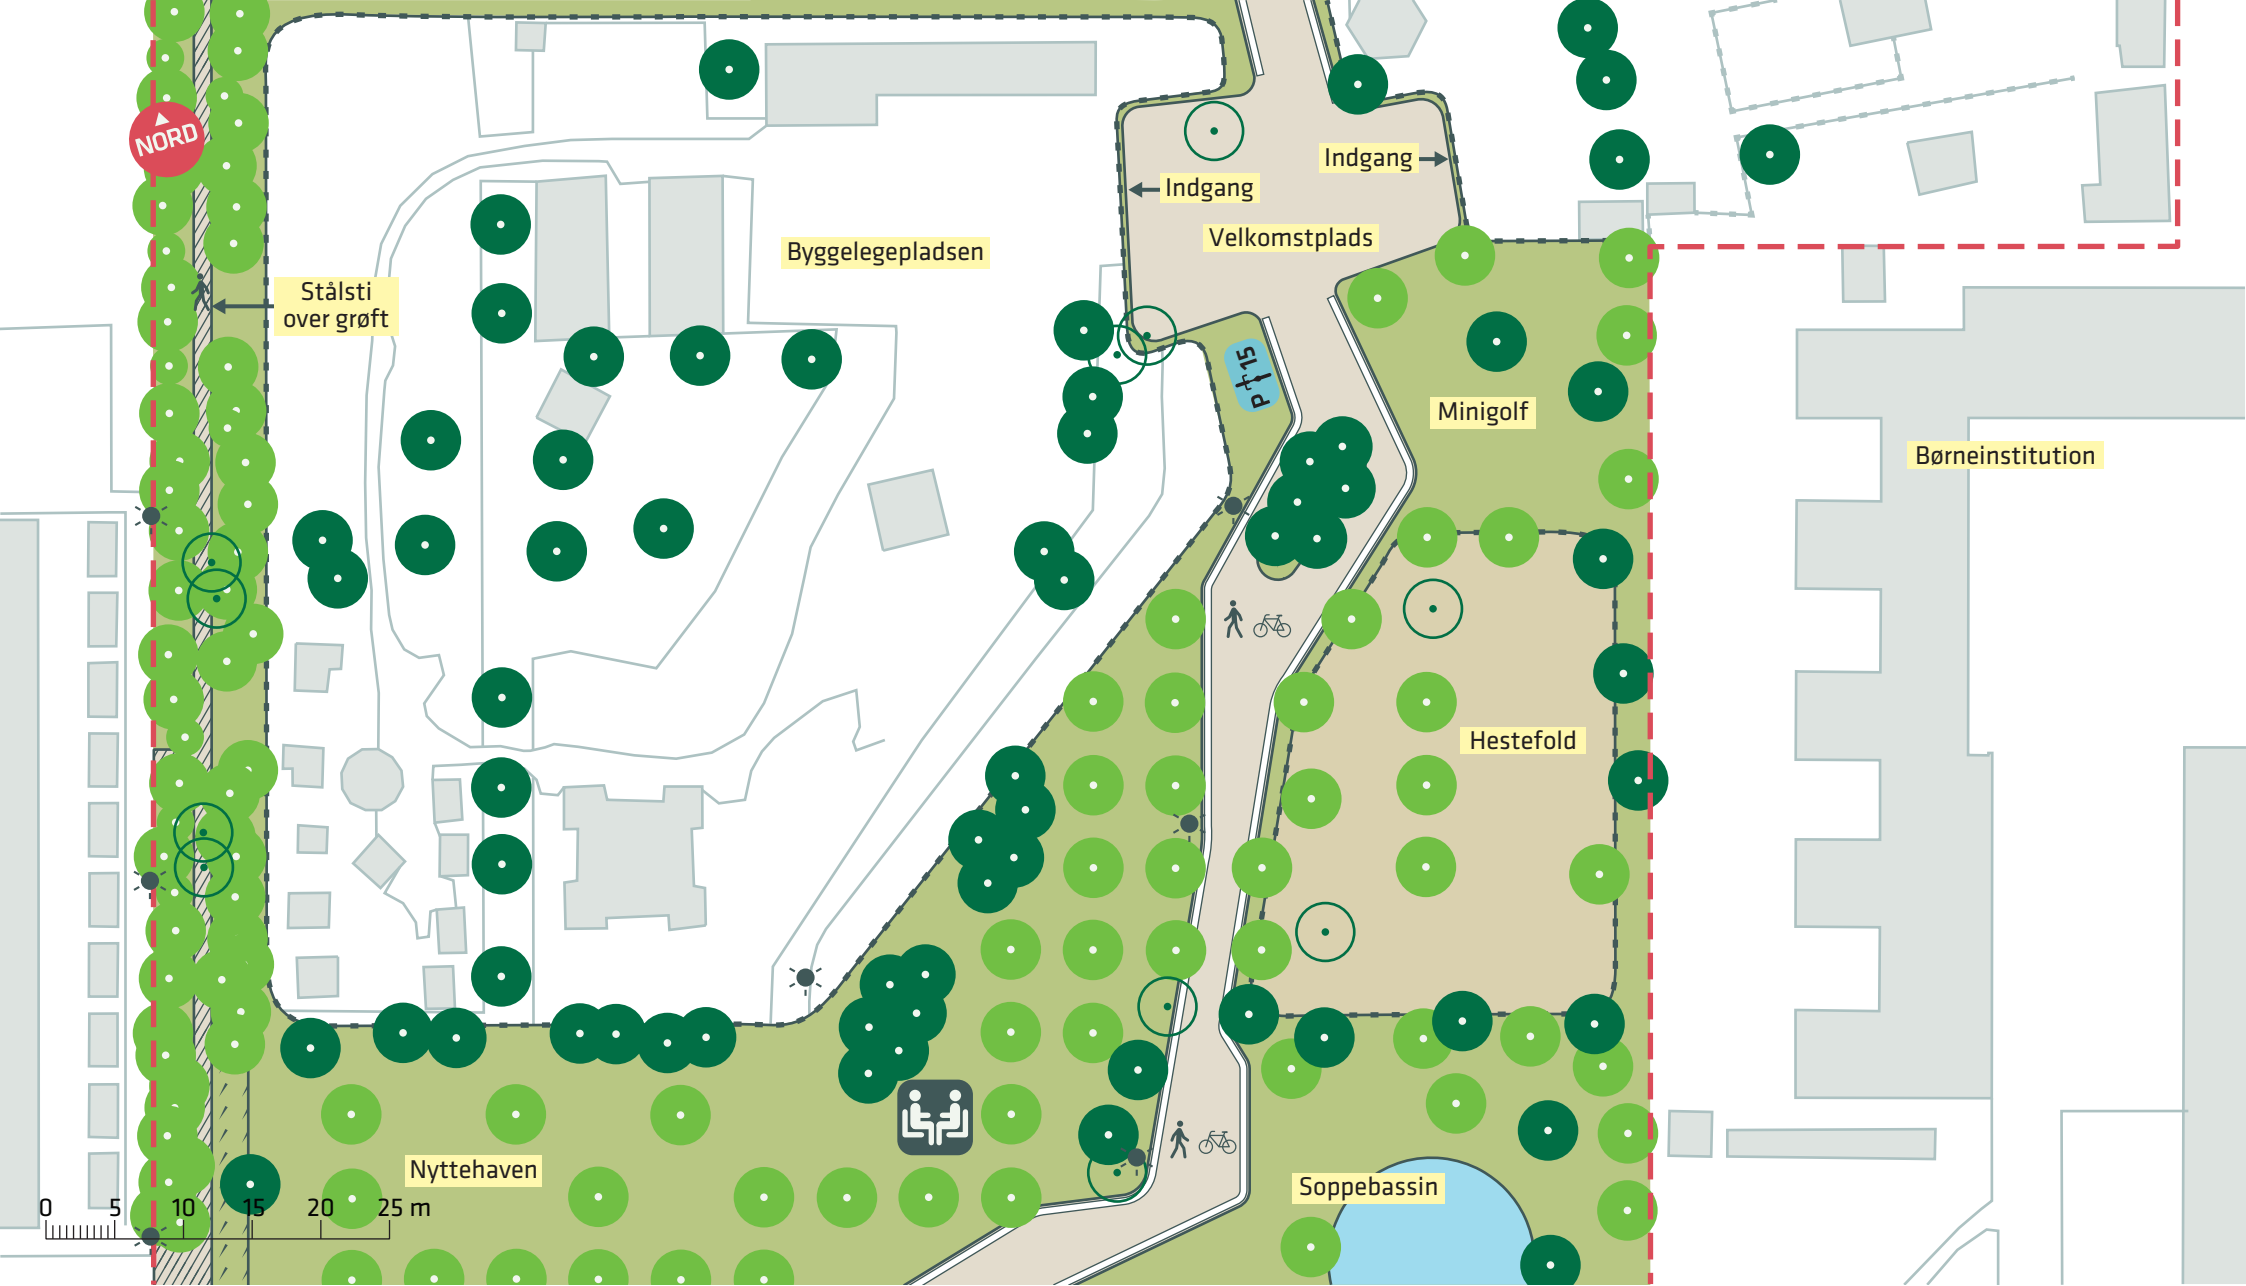 NORD
Indgang
Indgang
Velkomstplads
Byggelegepladsen
Stålsti
over grøft
P 15
Minigolf
Børneinstitution
Hestefold
Nyttehaven
Soppebassin
0 5 10 15 20 25 m